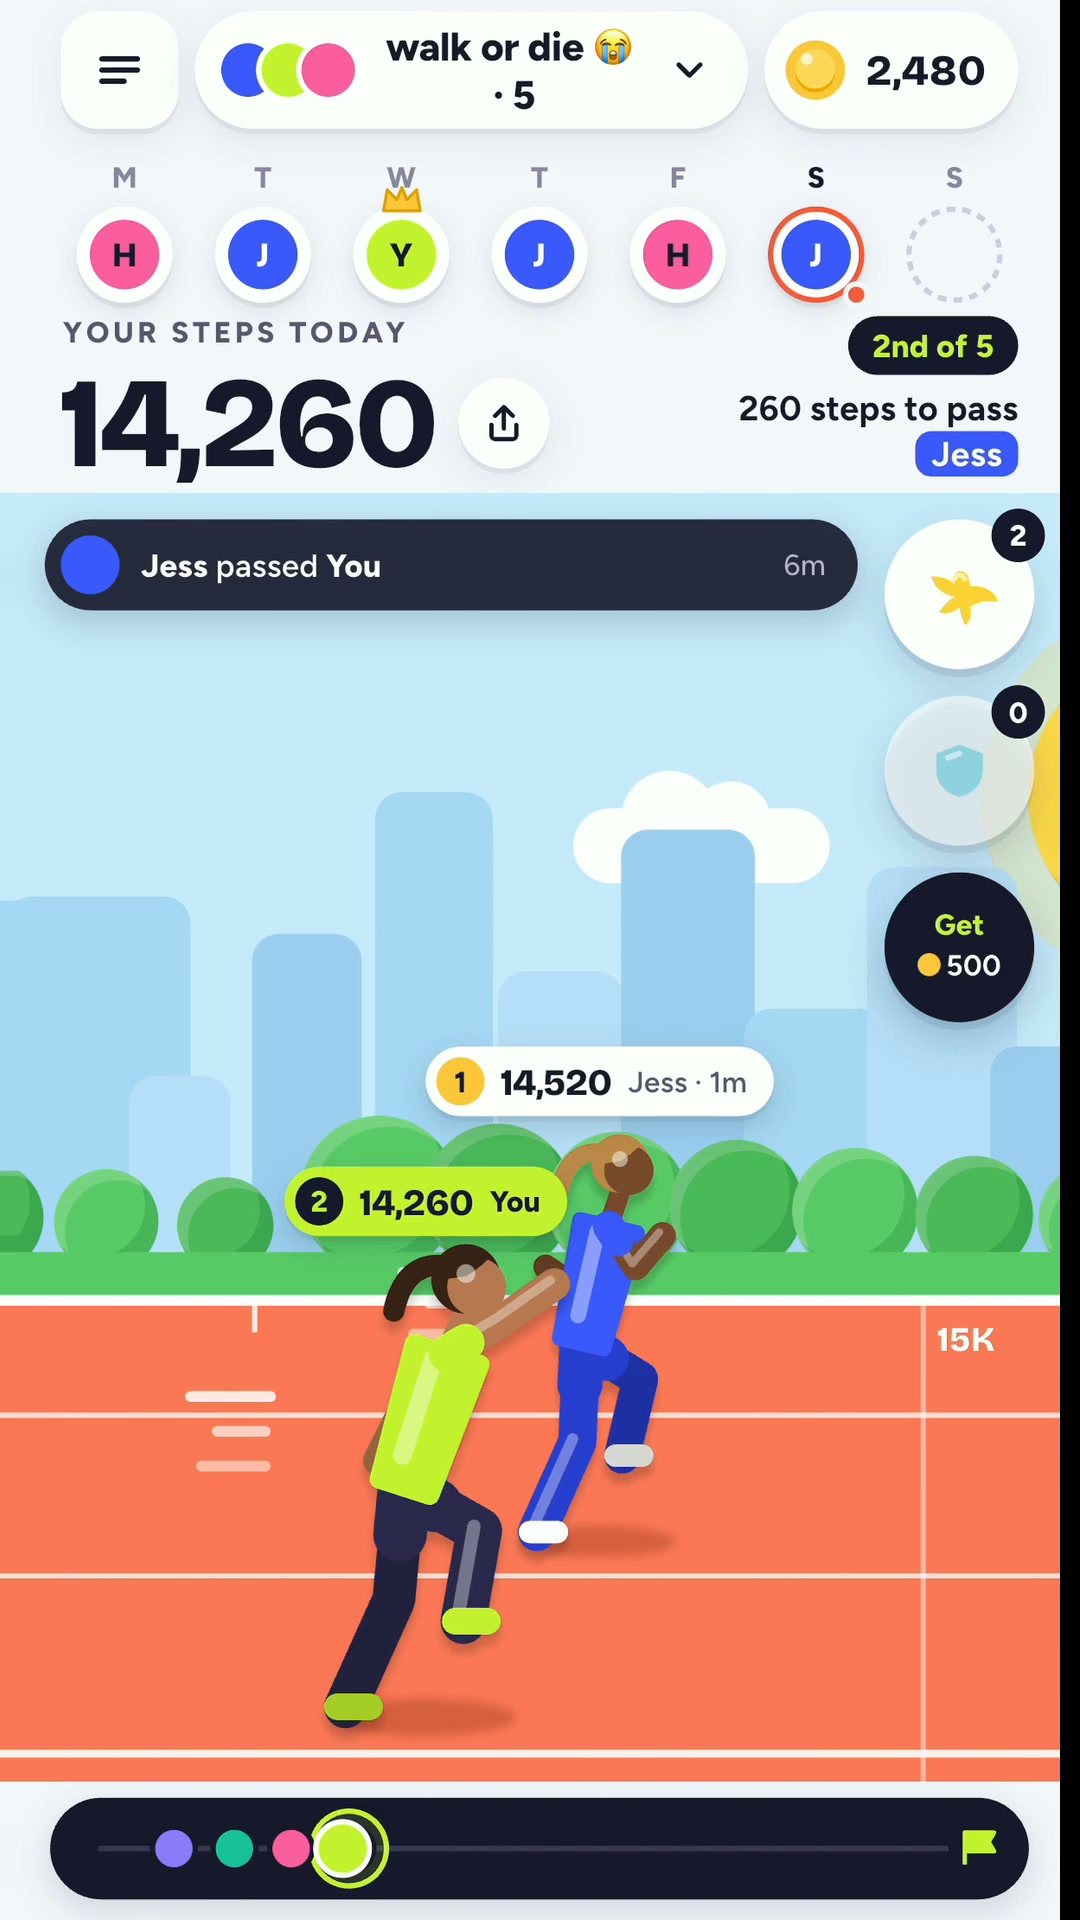 walk or die 😭
· 5
2,480
M T W T F S S
H J Y J H J
YOUR STEPS TODAY
2nd of 5
14,260
260 steps to pass
Jess
Jess passed You 6m
2
0
Get
500
1 14,520 Jess · 1m
2 14,260 You
15K